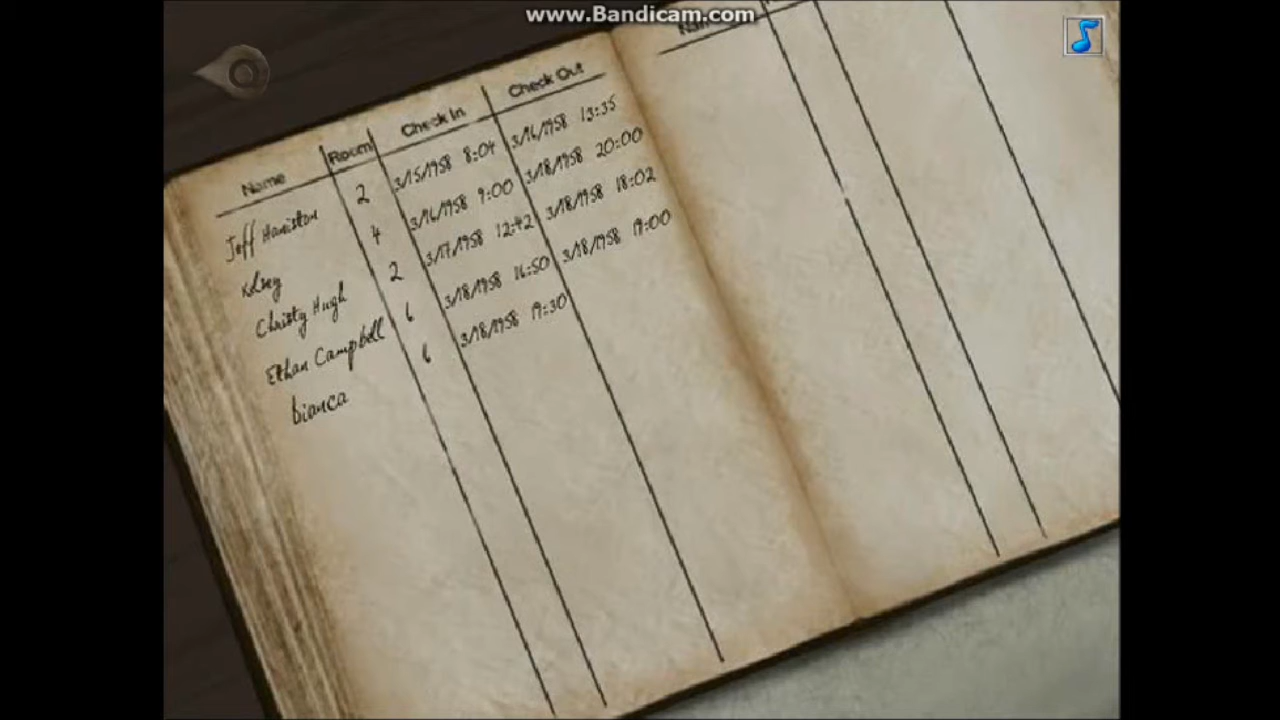 www.Bandicam.com
Name Room Check In Check Out
Jeff Haniston 2 3/15/1958 8:04 3/16/1958 13:35
Kelsey 4 3/16/1958 9:00 3/18/1958 20:00
Christy Hugh 2 3/17/1958 12:42 3/18/1958 18:02
Ethan Campbell 6 3/18/1958 16:50 3/18/1958 19:00
bianca 6 3/18/1958 19:30